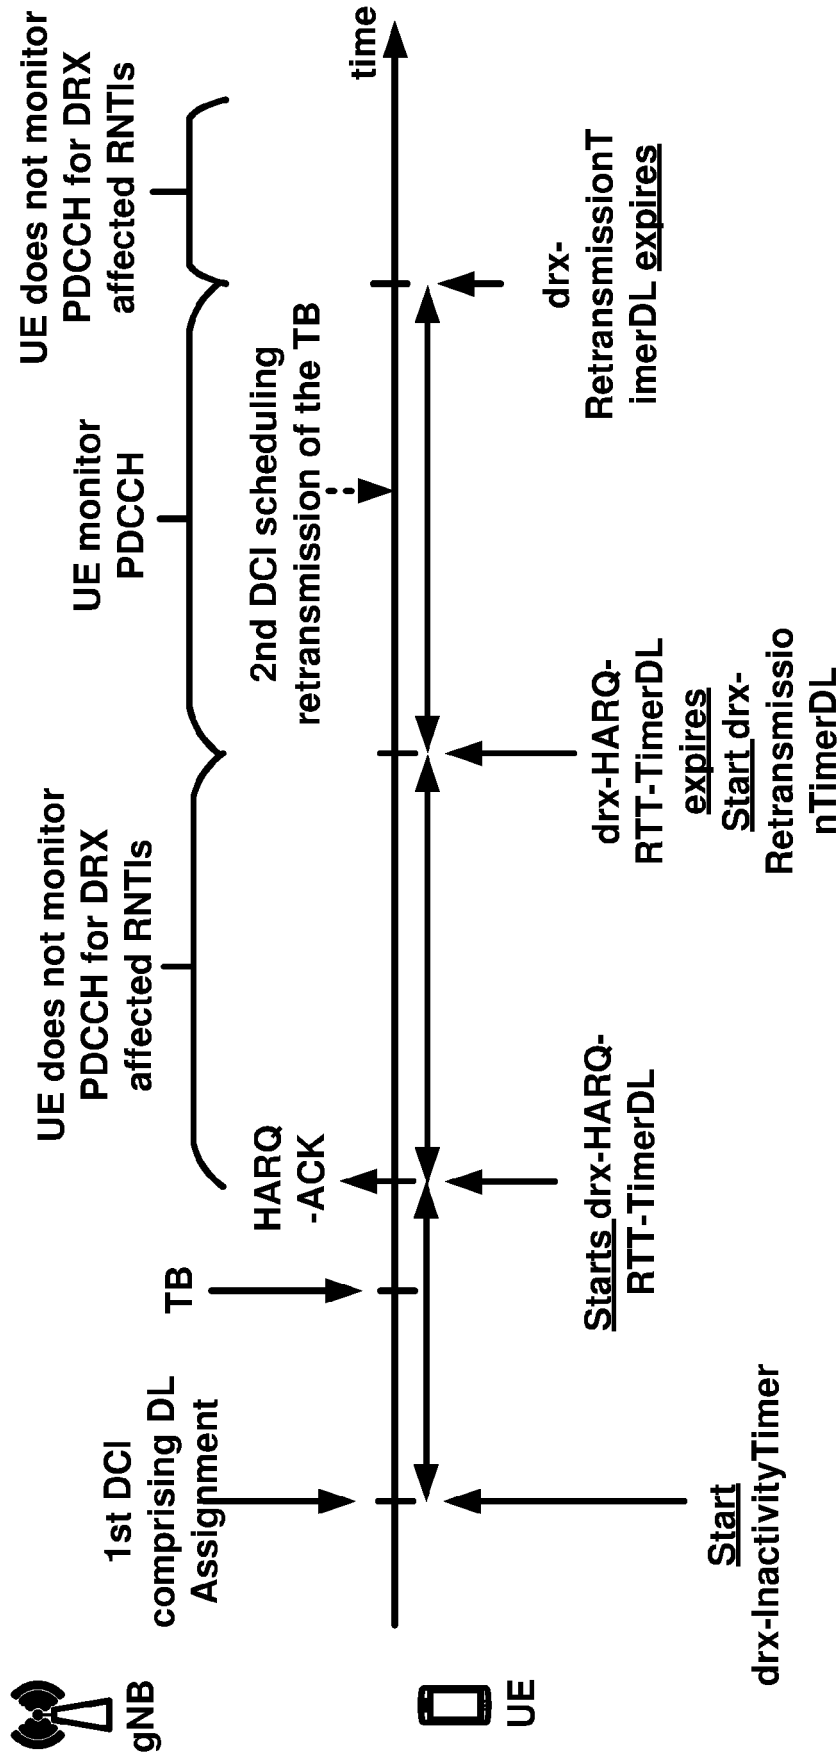 gNB
1st DCI
comprising DL
Assignment
TB
HARQ
-ACK
UE does not monitor
PDCCH for DRX
affected RNTIs
UE monitor
PDCCH
2nd DCI scheduling
retransmission of the TB
UE does not monitor
PDCCH for DRX
affected RNTIs
time
UE
Start
drx-InactivityTimer
Starts drx-HARQ-
RTT-TimerDL
drx-HARQ-
RTT-TimerDL
expires
Start drx-
Retransmissio
nTimerDL
drx-
RetransmissionT
imerDL expires